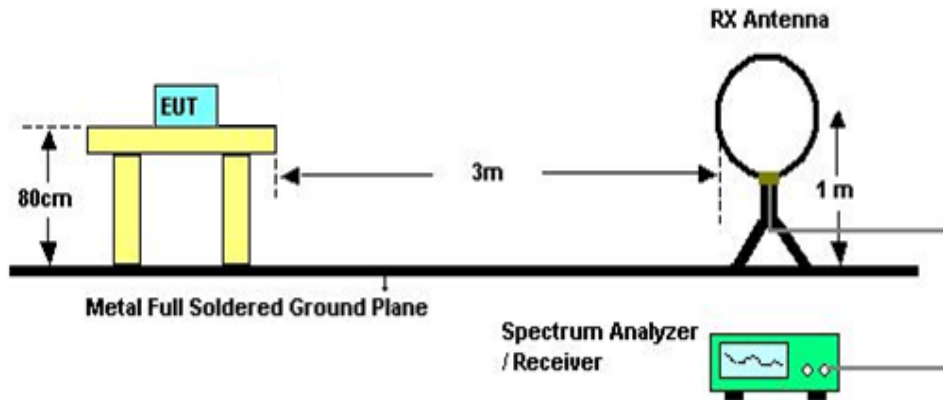 RX Antenna
EUT
3m
80cm
1 m
Metal Full Soldered Ground Plane
Spectrum Analyzer
/ Receiver